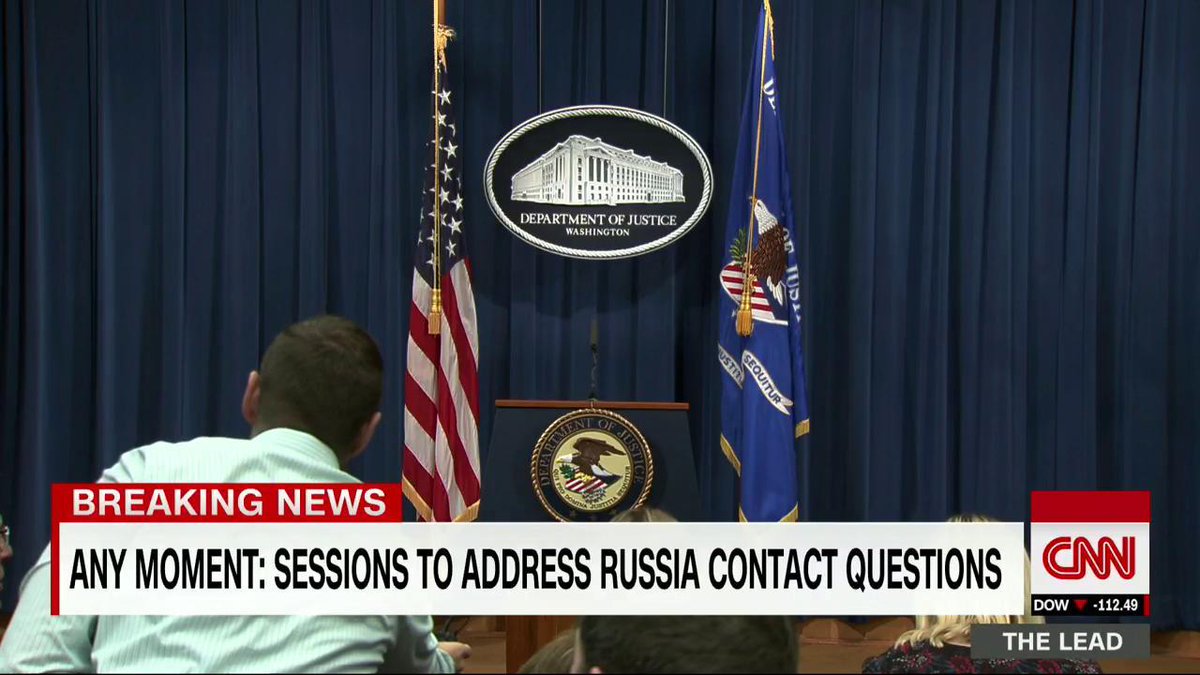 DEPARTMENT OF JUSTICE
WASHINGTON
SEQUITUR
DEPARTMENT OF JUSTICE
BREAKING NEWS
ANY MOMENT: SESSIONS TO ADDRESS RUSSIA CONTACT QUESTIONS
CNN
DOW -112.49
THE LEAD